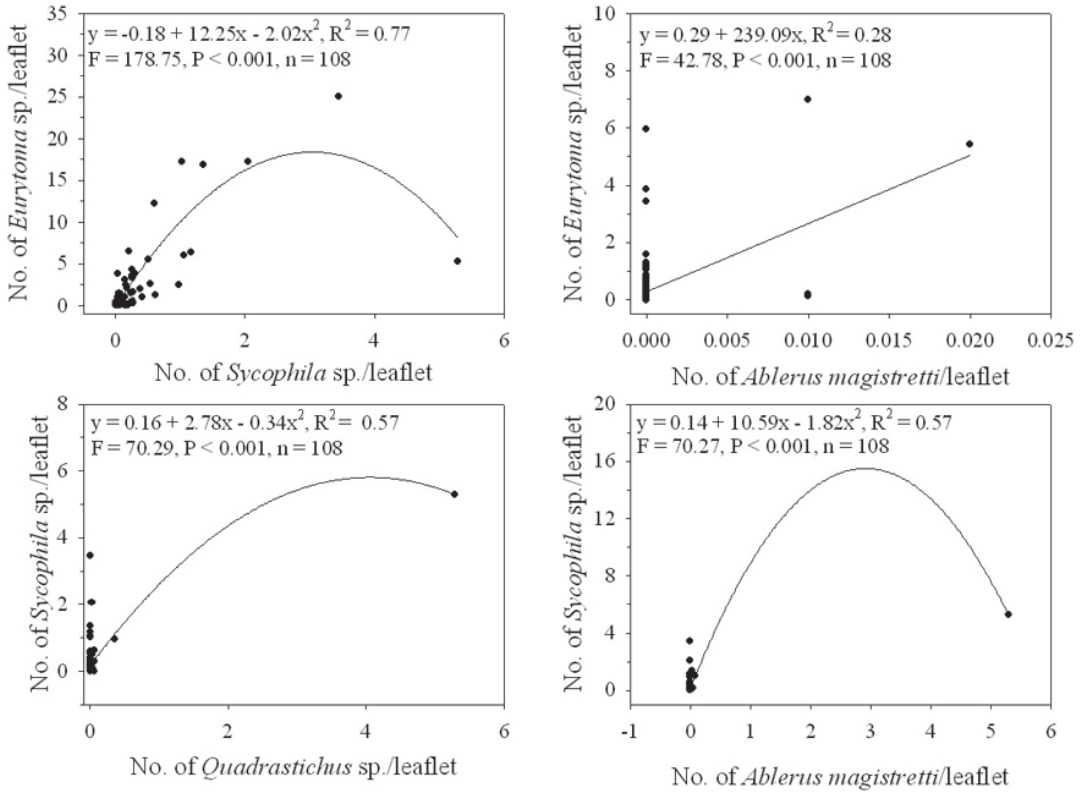 35
30
25
20
15
10
5
0
No. of Eurytoma sp./leaflet
y = -0.18 + 12.25x - 2.02x², R² = 0.77
F = 178.75, P < 0.001, n = 108
0 2 4 6
No. of Sycophila sp./leaflet
10
8
6
4
2
0
No. of Eurytoma sp./leaflet
y = 0.29 + 239.09x, R² = 0.28
F = 42.78, P < 0.001, n = 108
0.000 0.005 0.010 0.015 0.020 0.025
No. of Ablerus magistretti/leaflet
8
6
4
2
0
No. of Sycophila sp./leaflet
y = 0.16 + 2.78x - 0.34x², R² = 0.57
F = 70.29, P < 0.001, n = 108
0 2 4 6
No. of Quadrastichus sp./leaflet
20
16
12
8
4
0
No. of Sycophila sp./leaflet
y = 0.14 + 10.59x - 1.82x², R² = 0.57
F = 70.27, P < 0.001, n = 108
-1 0 1 2 3 4 5 6
No. of Ablerus magistretti/leaflet